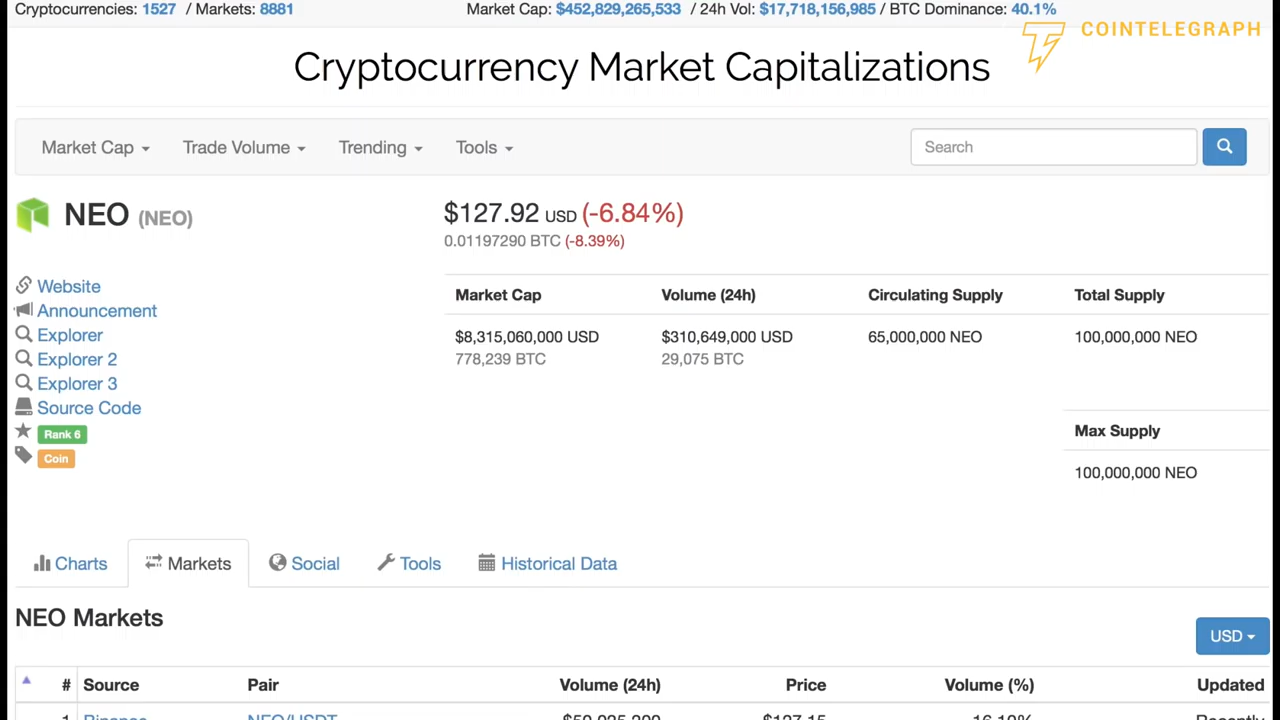 Cryptocurrencies: 1527 / Markets: 8881 Market Cap: $452,829,265,533 / 24h Vol: $17,718,156,985 / BTC Dominance: 40.1%
COINTELEGRAPH
Cryptocurrency Market Capitalizations
Market Cap Trade Volume Trending Tools Search
NEO (NEO) $127.92 USD (-6.84%)
0.01197290 BTC (-8.39%)
Website
Announcement
Explorer
Explorer 2
Explorer 3
Source Code
Rank 6
Coin
Market Cap Volume (24h) Circulating Supply Total Supply
$8,315,060,000 USD $310,649,000 USD 65,000,000 NEO 100,000,000 NEO
778,239 BTC 29,075 BTC
Max Supply
100,000,000 NEO
Charts Markets Social Tools Historical Data
NEO Markets
USD
# Source Pair Volume (24h) Price Volume (%) Updated
1 Binance NEO/USDT Recently